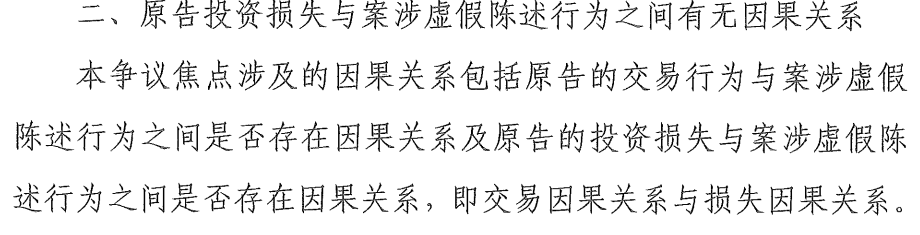 二、原告投资损失与案涉虚假陈述行为之间有无因果关系
本争议焦点涉及的因果关系包括原告的交易行为与案涉虚假
陈述行为之间是否存在因果关系及原告的投资损失与案涉虚假陈
述行为之间是否存在因果关系，即交易因果关系与损失因果关系。